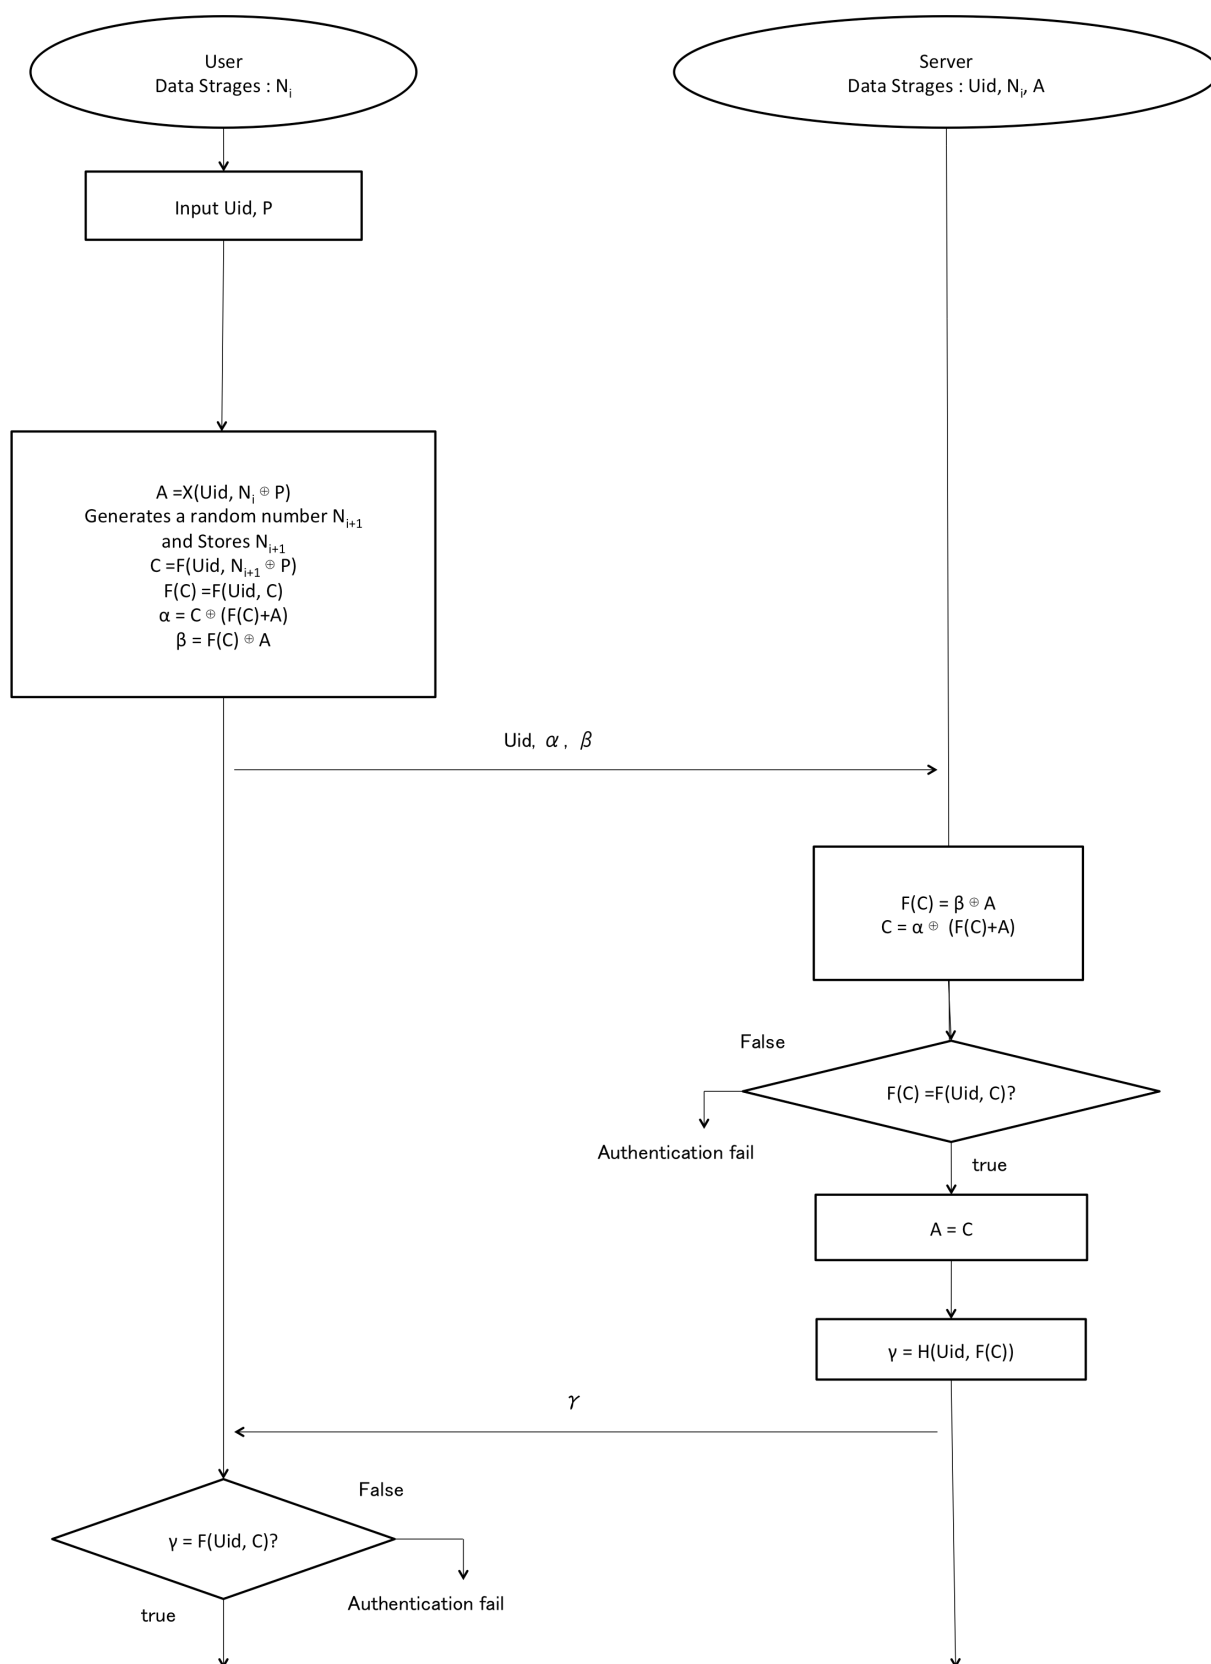 User
Data Strages : Nᵢ
Server
Data Strages : Uid, Nᵢ, A
Input Uid, P
A =X(Uid, Nᵢ ⊕ P)
Generates a random number Nᵢ₊₁
and Stores Nᵢ₊₁
C =F(Uid, Nᵢ₊₁ ⊕ P)
F(C) =F(Uid, C)
α = C ⊕ (F(C)+A)
β = F(C) ⊕ A
Uid, α , β
F(C) = β ⊕ A
C = α ⊕ (F(C)+A)
False
F(C) =F(Uid, C)?
Authentication fail
true
A = C
γ = H(Uid, F(C))
γ
False
γ = F(Uid, C)?
Authentication fail
true